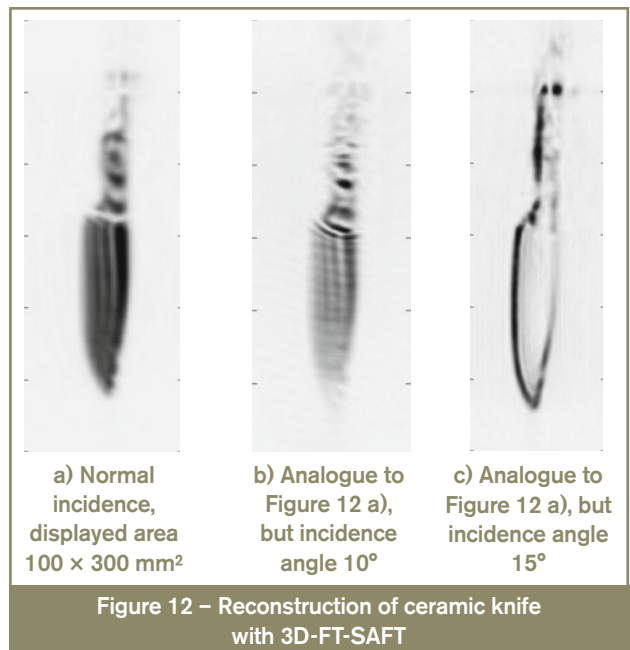 a) Normal
incidence,
displayed area
100 × 300 mm²
b) Analogue to
Figure 12 a),
but incidence
angle 10°
c) Analogue to
Figure 12 a), but
incidence angle
15°
Figure 12 – Reconstruction of ceramic knife
with 3D-FT-SAFT